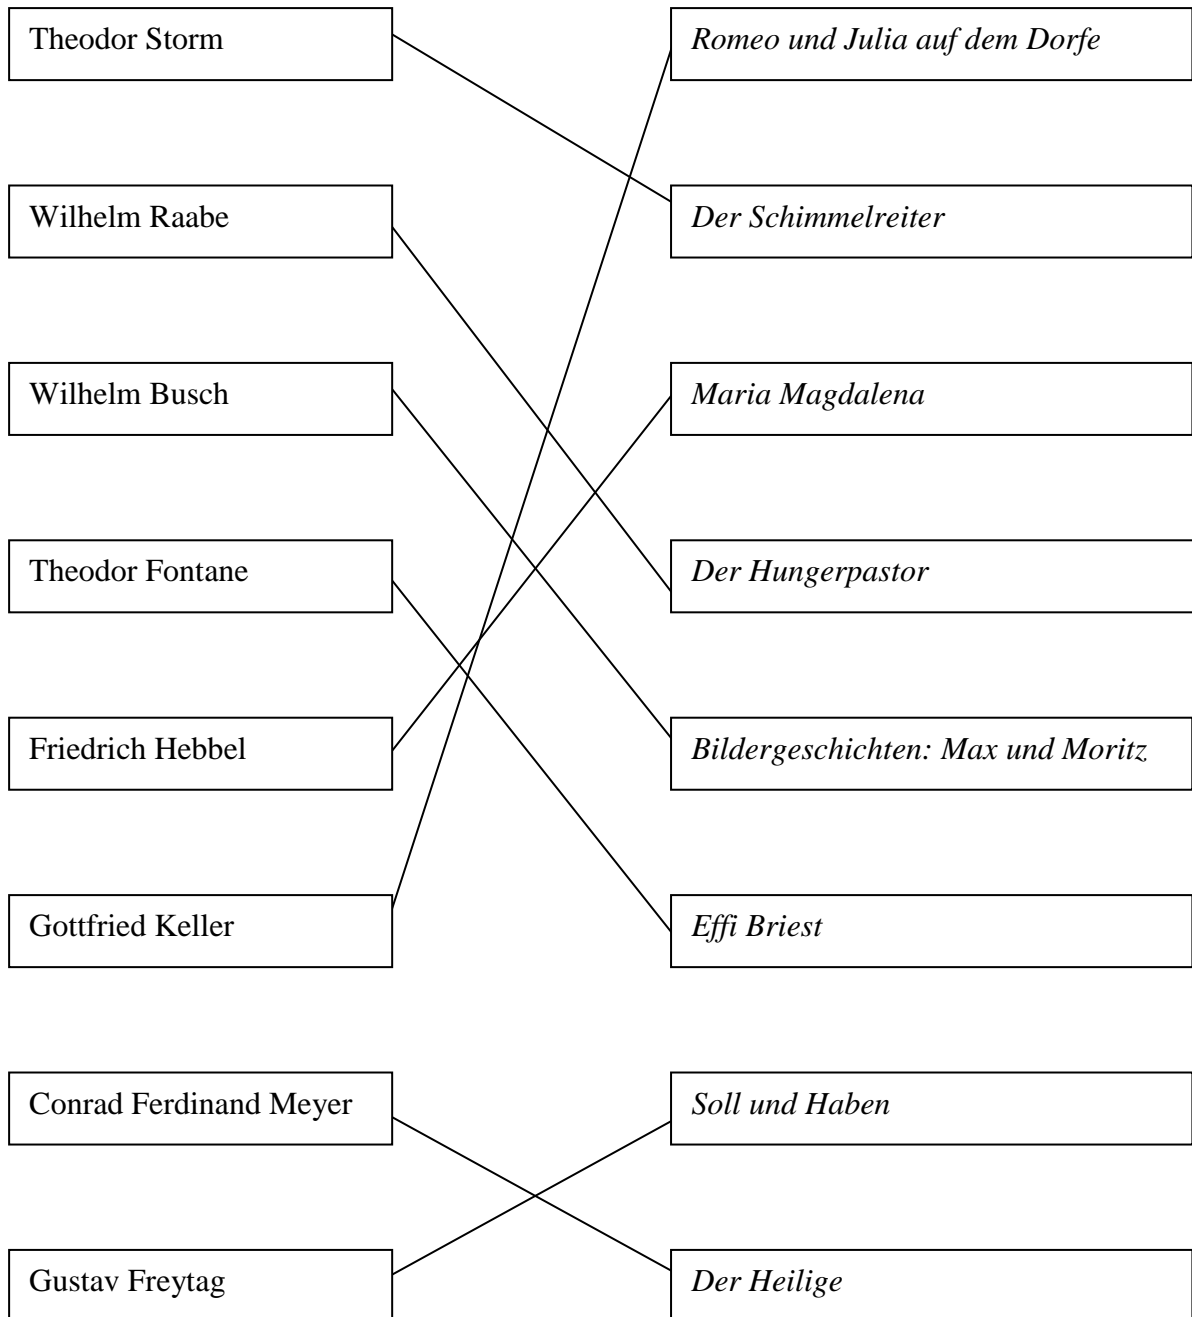 Theodor Storm
Romeo und Julia auf dem Dorfe
Wilhelm Raabe
Der Schimmelreiter
Wilhelm Busch
Maria Magdalena
Theodor Fontane
Der Hungerpastor
Friedrich Hebbel
Bildergeschichten: Max und Moritz
Gottfried Keller
Effi Briest
Conrad Ferdinand Meyer
Soll und Haben
Gustav Freytag
Der Heilige